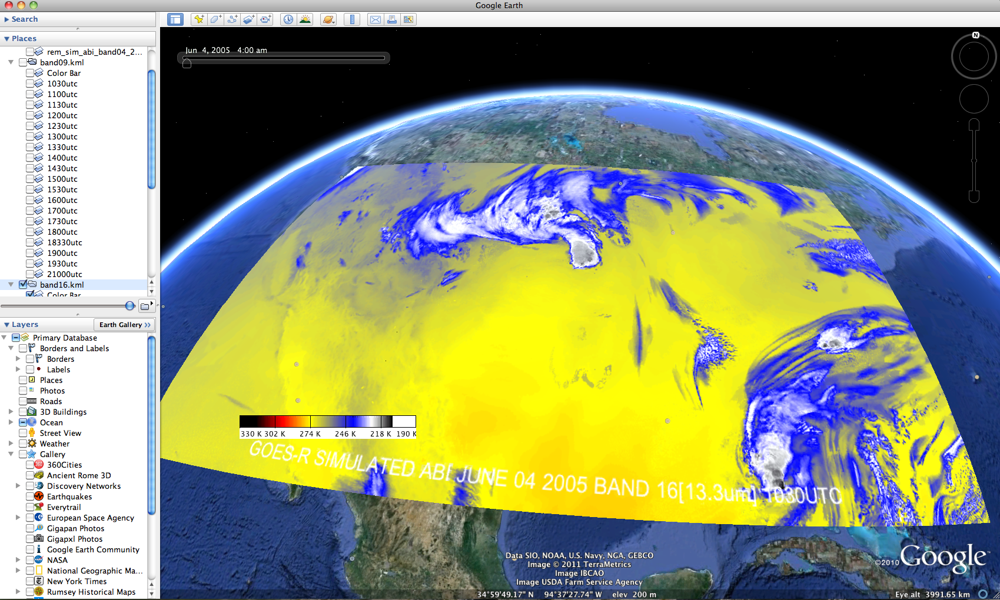 Google Earth
Search
Places
rem_sim_abi_band04_2...
band09.kml
Color Bar
1030utc
1100utc
1130utc
1200utc
1230utc
1300utc
1330utc
1400utc
1430utc
1500utc
1530utc
1600utc
1700utc
1730utc
1800utc
18330utc
1900utc
1930utc
21000utc
band16.kml
Color Bar
Layers
Earth Gallery >>
Primary Database
Borders and Labels
Borders
Labels
Places
Photos
Roads
3D Buildings
Ocean
Street View
Weather
Gallery
360Cities
Ancient Rome 3D
Discovery Networks
Earthquakes
Everytrail
European Space Agency
Gigapan Photos
Gigapxl Photos
Google Earth Community
NASA
National Geographic Ma...
New York Times
Rumsey Historical Maps
Jun 4, 2005 4:00 am
N
330 K 302 K 274 K 246 K 218 K 190 K
GOES-R SIMULATED ABI JUNE 04 2005 BAND 16[13.3um] 1030UTC
Data SIO, NOAA, U.S. Navy, NGA, GEBCO
Image © 2011 TerraMetrics
Image IBCAO
Image USDA Farm Service Agency
©2010 Google™
34°59'49.17" N 94°37'27.74" W elev 200 m
Eye alt 3991.65 km